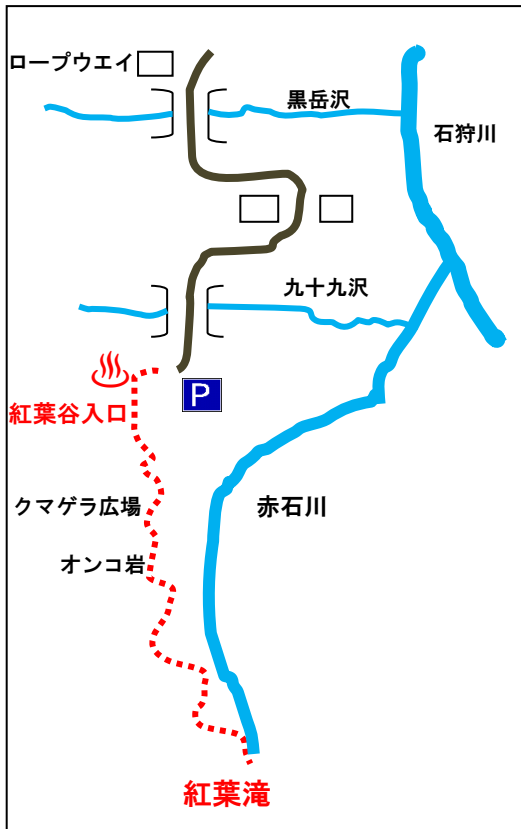 ロープウエイ
黒岳沢
石狩川
九十九沢
P
紅葉谷入口
クマゲラ広場
赤石川
オンコ岩
紅葉滝